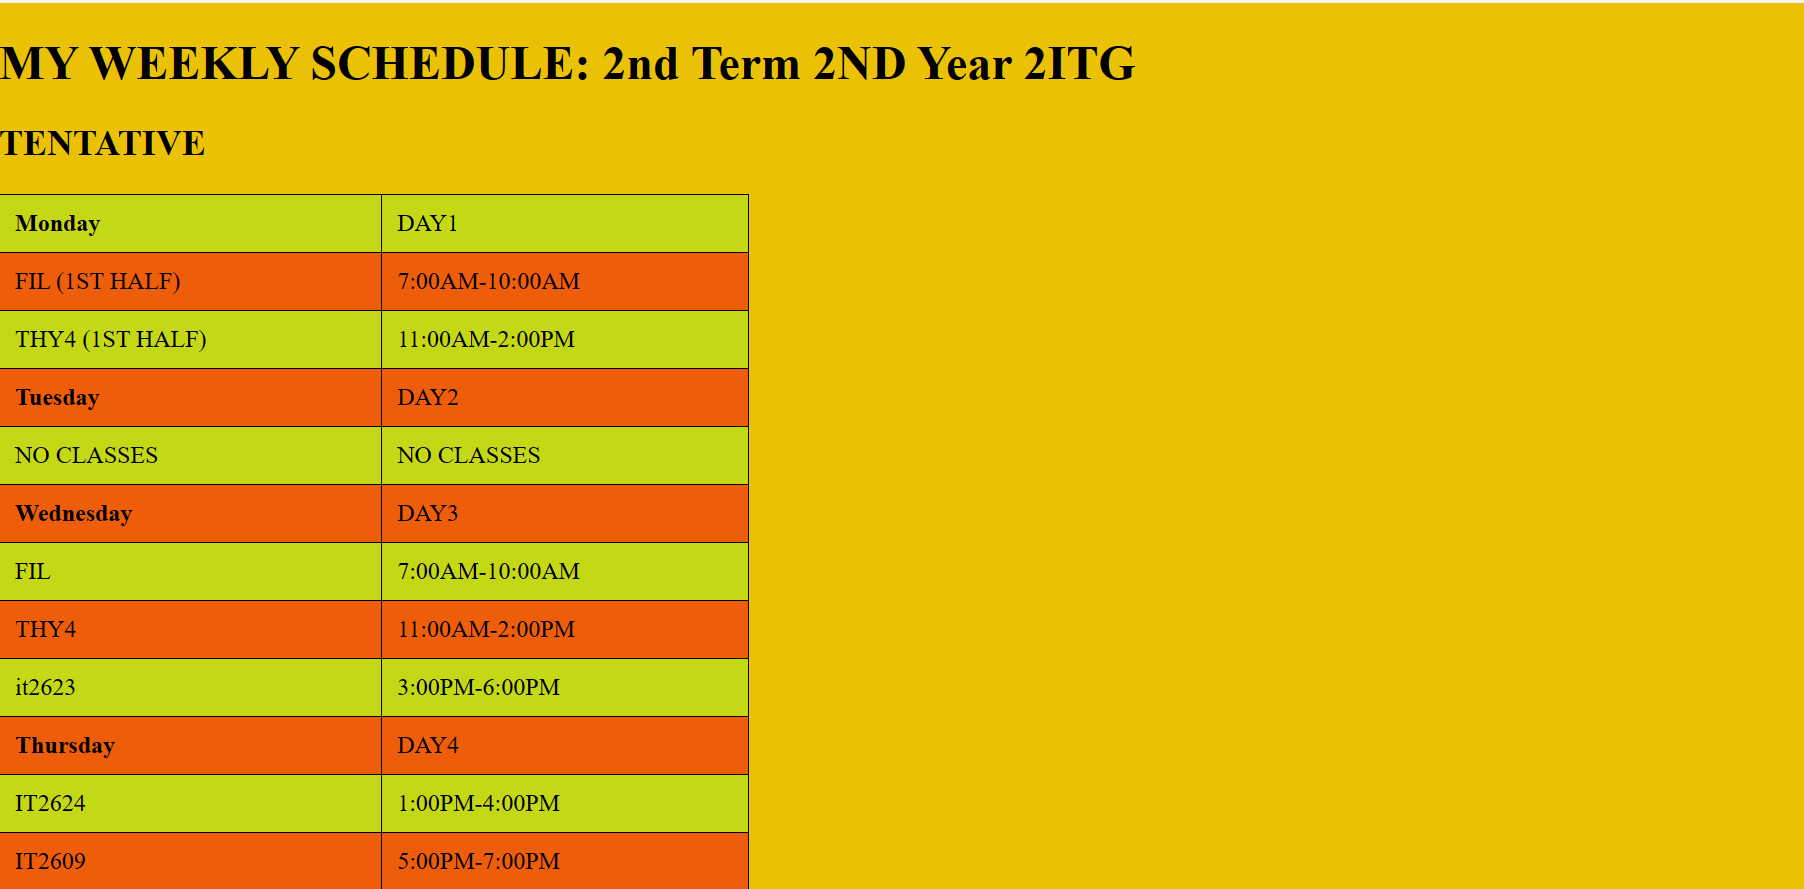 MY WEEKLY SCHEDULE: 2nd Term 2ND Year 2ITG
TENTATIVE
Monday DAY1
FIL (1ST HALF) 7:00AM-10:00AM
THY4 (1ST HALF) 11:00AM-2:00PM
Tuesday DAY2
NO CLASSES NO CLASSES
Wednesday DAY3
FIL 7:00AM-10:00AM
THY4 11:00AM-2:00PM
it2623 3:00PM-6:00PM
Thursday DAY4
IT2624 1:00PM-4:00PM
IT2609 5:00PM-7:00PM